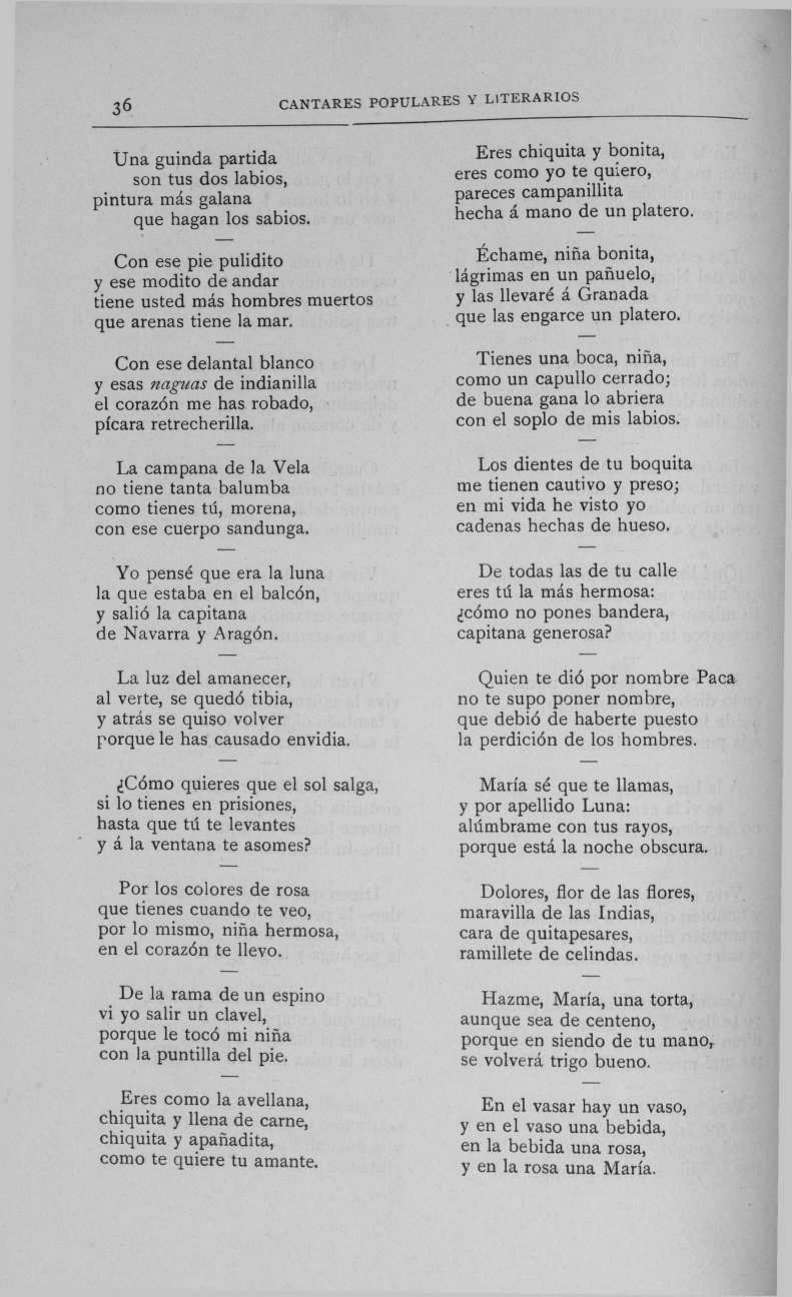 36
CANTARES POPULARES Y LITERARIOS
Una guinda partida
son tus dos labios,
pintura más galana
que hagan los sabios.
Con ese pie pulidito
y ese modito de andar
tiene usted más hombres muertos
que arenas tiene la mar.
Con ese delantal blanco
y esas naguas de indianilla
el corazón me has robado,
pícara retrecherilla.
La campana de la Vela
no tiene tanta balumba
como tienes tú, morena,
con ese cuerpo sandunga.
Yo pensé que era la luna
la que estaba en el balcón,
y salió la capitana
de Navarra y Aragón.
La luz del amanecer,
al verte, se quedó tibia,
y atrás se quiso volver
porque le has causado envidia.
¿Cómo quieres que el sol salga,
si lo tienes en prisiones,
hasta que tú te levantes
y á la ventana te asomes?
Por los colores de rosa
que tienes cuando te veo,
por lo mismo, niña hermosa,
en el corazón te llevo.
De la rama de un espino
vi yo salir un clavel,
porque le tocó mi niña
con la puntilla del pie.
Eres como la avellana,
chiquita y llena de carne,
chiquita y apañadita,
como te quiere tu amante.
Eres chiquita y bonita,
eres como yo te quiero,
pareces campanillita
hecha á mano de un platero.
Échame, niña bonita,
lágrimas en un pañuelo,
y las llevaré á Granada
que las engarce un platero.
Tienes una boca, niña,
como un capullo cerrado;
de buena gana lo abriera
con el soplo de mis labios.
Los dientes de tu boquita
me tienen cautivo y preso;
en mi vida he visto yo
cadenas hechas de hueso.
De todas las de tu calle
eres tú la más hermosa:
¿cómo no pones bandera,
capitana generosa?
Quien te dió por nombre Paca
no te supo poner nombre,
que debió de haberte puesto
la perdición de los hombres.
María sé que te llamas,
y por apellido Luna:
alúmbrame con tus rayos,
porque está la noche obscura.
Dolores, flor de las flores,
maravilla de las Indias,
cara de quitapesares,
ramillete de celindas.
Hazme, María, una torta,
aunque sea de centeno,
porque en siendo de tu mano,
se volverá trigo bueno.
En el vasar hay un vaso,
y en el vaso una bebida,
en la bebida una rosa,
y en la rosa una María.